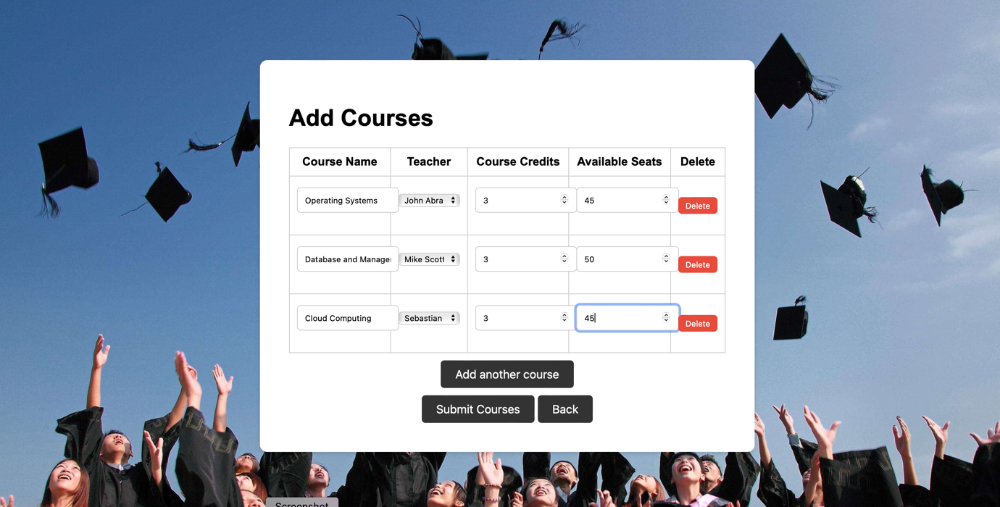 Add Courses
Course Name Teacher Course Credits Available Seats Delete
Operating Systems John Abra 3 45 Delete
Database and Manage Mike Scott 3 50 Delete
Cloud Computing Sebastian 3 45 Delete
Add another course
Submit Courses Back
Screenshot